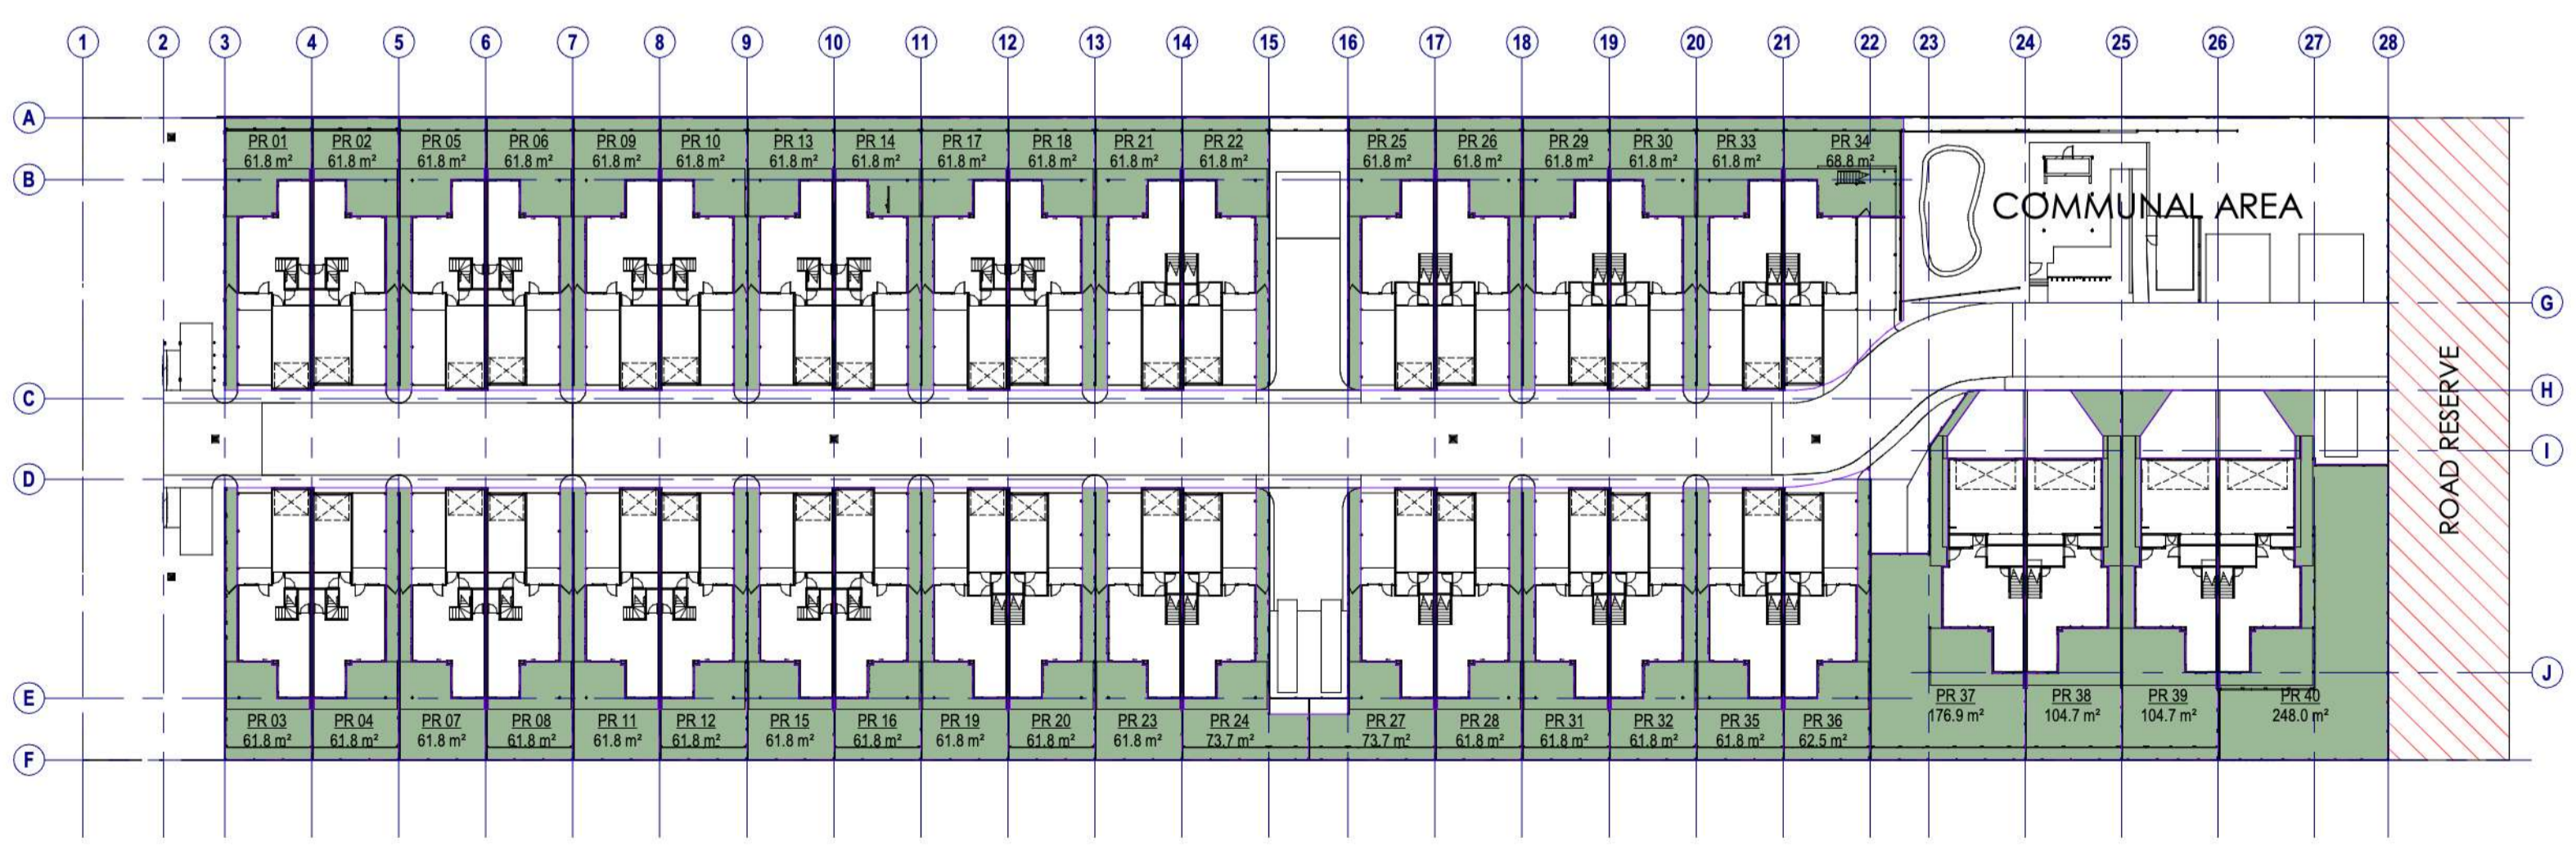 1 2 3 4 5 6 7 8 9 10 11 12 13 14 15 16 17 18 19 20 21 22 23 24 25 26 27 28
A
PR 01 PR 02 PR 05 PR 06 PR 09 PR 10 PR 13 PR 14 PR 17 PR 18 PR 21 PR 22 PR 25 PR 26 PR 29 PR 30 PR 33 PR 34
61.8 m² 61.8 m² 61.8 m² 61.8 m² 61.8 m² 61.8 m² 61.8 m² 61.8 m² 61.8 m² 61.8 m² 61.8 m² 61.8 m² 61.8 m² 61.8 m² 61.8 m² 61.8 m² 61.8 m² 68.8 m²
B
COMMUNAL AREA
G
H
C
ROAD RESERVE
I
D
J
E
PR 37 PR 38 PR 39 PR 40
176.9 m² 104.7 m² 104.7 m² 248.0 m²
PR 03 PR 04 PR 07 PR 08 PR 11 PR 12 PR 15 PR 16 PR 19 PR 20 PR 23 PR 24 PR 27 PR 28 PR 31 PR 32 PR 35 PR 36
61.8 m² 61.8 m² 61.8 m² 61.8 m² 61.8 m² 61.8 m² 61.8 m² 61.8 m² 61.8 m² 61.8 m² 61.8 m² 73.7 m² 73.7 m² 61.8 m² 61.8 m² 61.8 m² 61.8 m² 62.5 m²
F